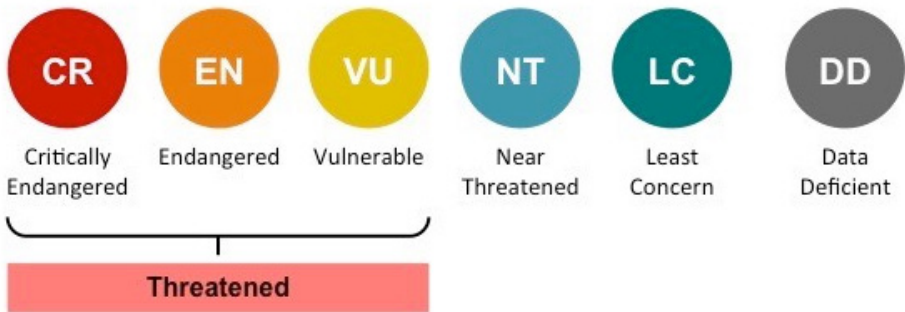 CR EN VU NT LC DD
Critically Endangered Vulnerable Near Least Data
Endangered Threatened Concern Deficient
Threatened